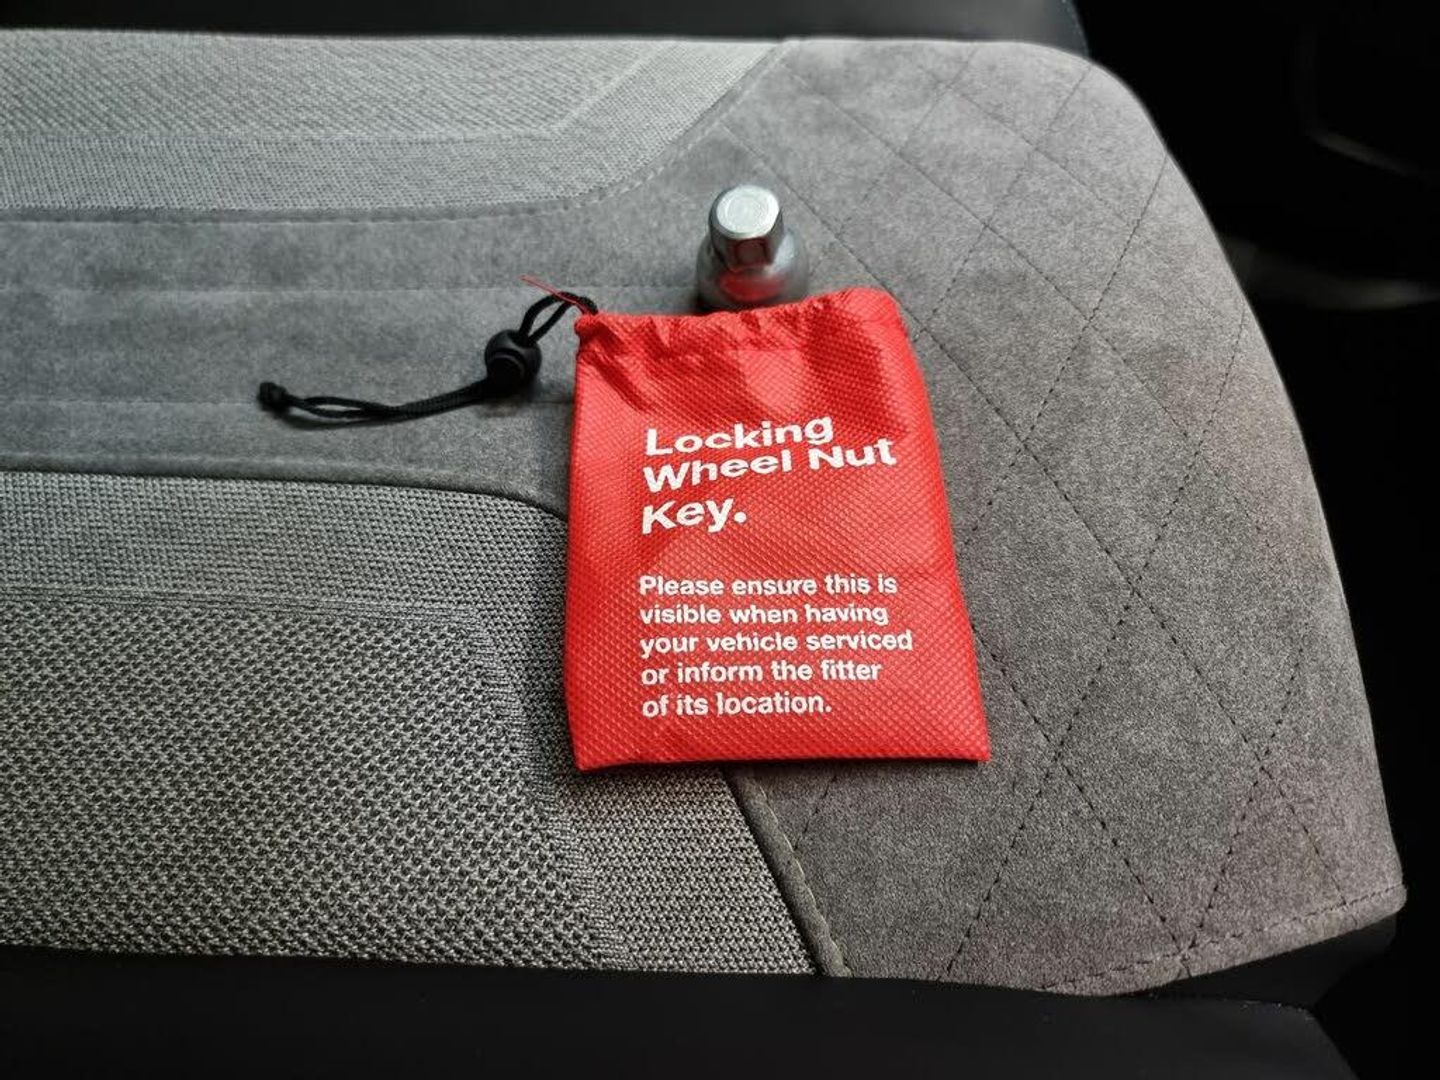 Locking
Wheel Nut
Key.
Please ensure this is
visible when having
your vehicle serviced
or inform the fitter
of its location.